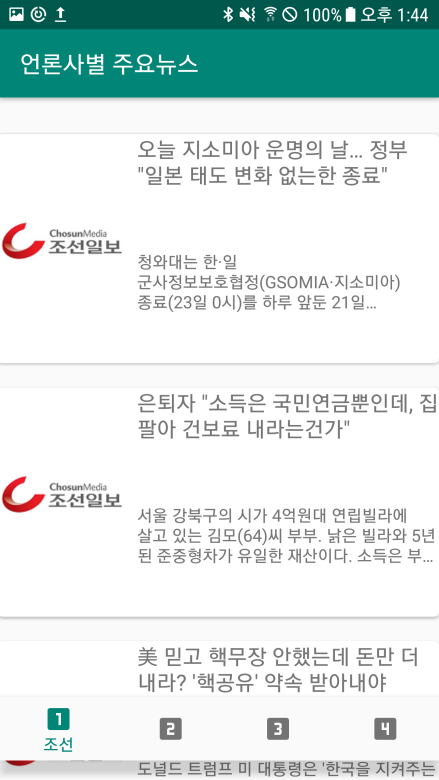 100% 오후 1:44
언론사별 주요뉴스
오늘 지소미아 운명의 날... 정부
"일본 태도 변화 없는한 종료"
ChosunMedia
조선일보
청와대는 한·일
군사정보보호협정(GSOMIA·지소미아)
종료(23일 0시)를 하루 앞둔 21일...
은퇴자 "소득은 국민연금뿐인데, 집
팔아 건보료 내라는건가"
ChosunMedia
조선일보
서울 강북구의 시가 4억원대 연립빌라에
살고 있는 김모(64)씨 부부. 낡은 빌라와 5년
된 준중형차가 유일한 재산이다. 소득은 부...
美 믿고 핵무장 안했는데 돈만 더
내라? '핵공유' 약속 받아내야
1
조선
2
3
4
도널드 트럼프 미 대통령은 '한국을 지켜주는